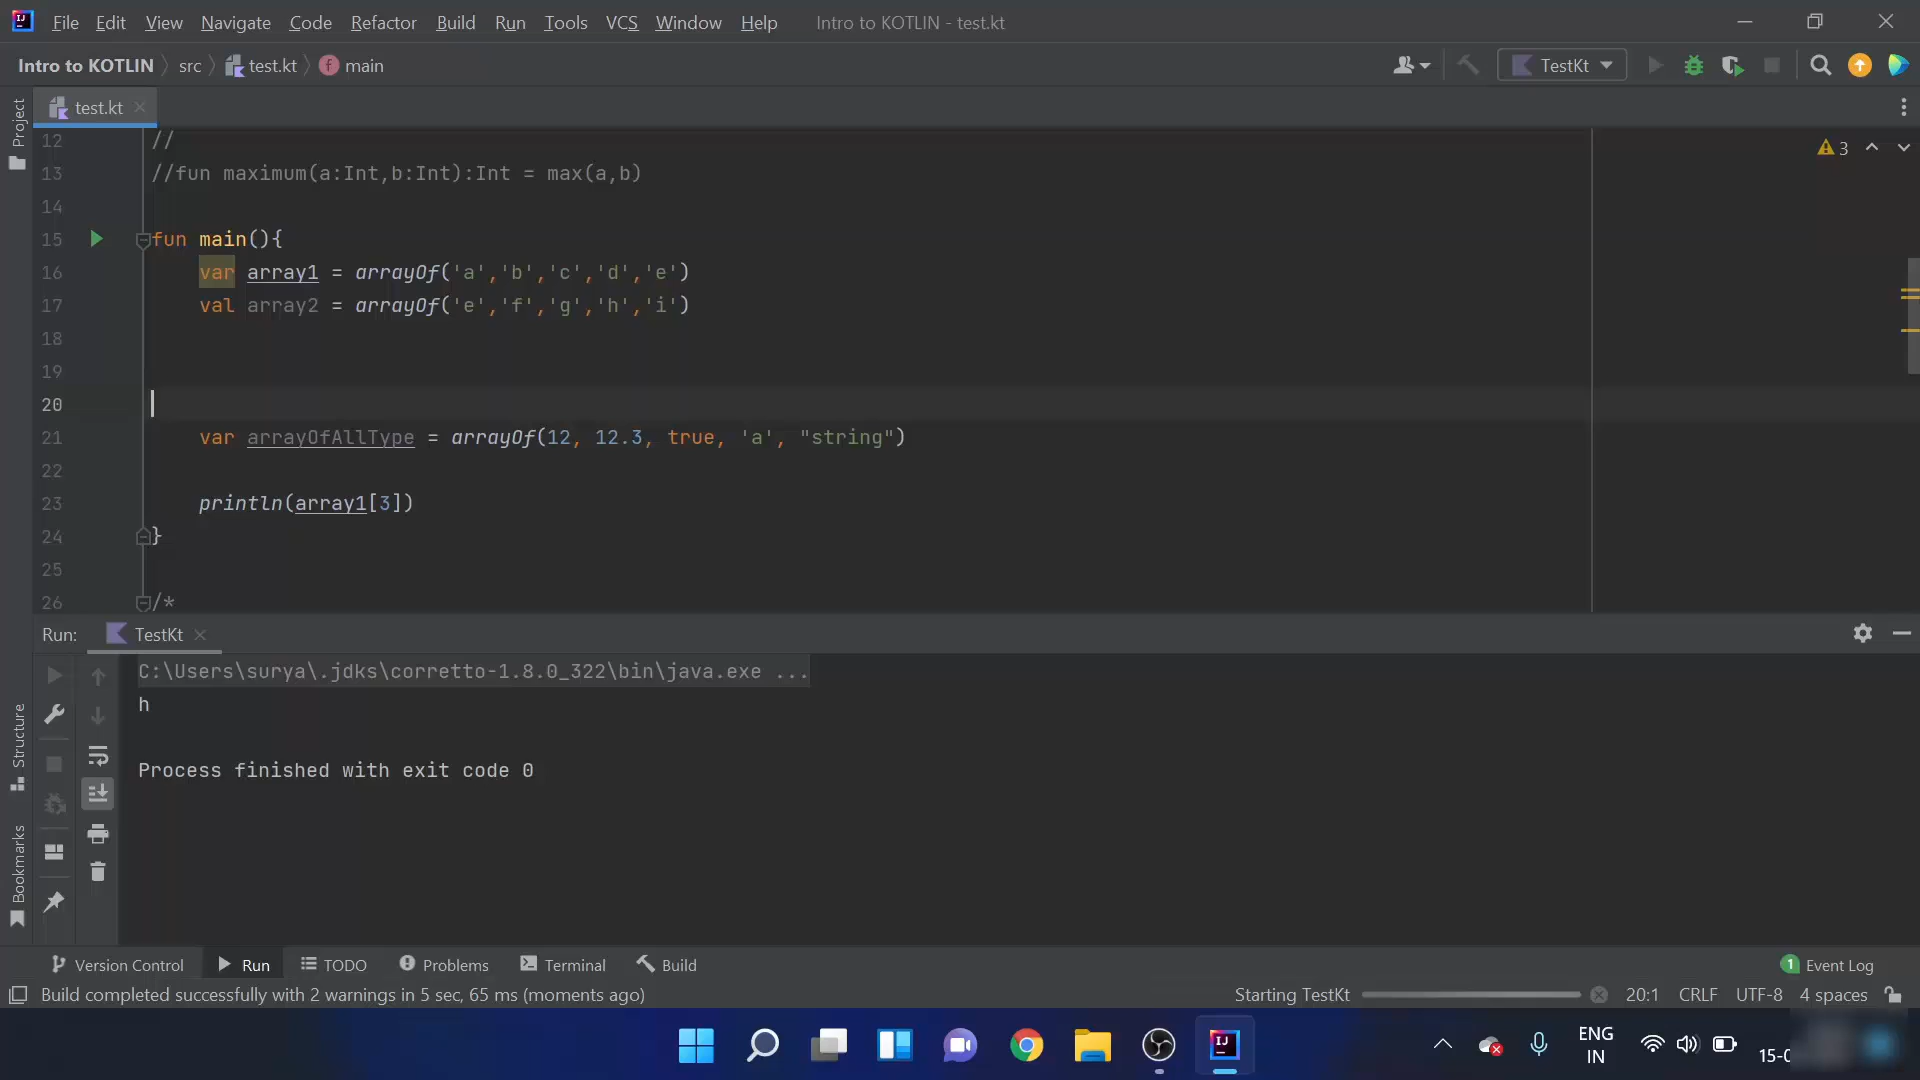 File Edit View Navigate Code Refactor Build Run Tools VCS Window Help Intro to KOTLIN - test.kt
Intro to KOTLIN src test.kt f main TestKt
Project
test.kt
3
12 //
13 //fun maximum(a:Int,b:Int):Int = max(a,b)
14
15 fun main(){
16 var array1 = arrayOf('a','b','c','d','e')
17 val array2 = arrayOf('e','f','g','h','i')
18
19
20
21 var arrayOfAllType = arrayOf(12, 12.3, true, 'a', "string")
22
23 println(array1[3])
24 }
25
26 /*
Run: TestKt
C:\Users\surya\.jdks\corretto-1.8.0_322\bin\java.exe ...
h
Process finished with exit code 0
Structure
Bookmarks
Version Control Run TODO Problems Terminal Build 1 Event Log
Build completed successfully with 2 warnings in 5 sec, 65 ms (moments ago) Starting TestKt 20:1 CRLF UTF-8 4 spaces
ENG
IN